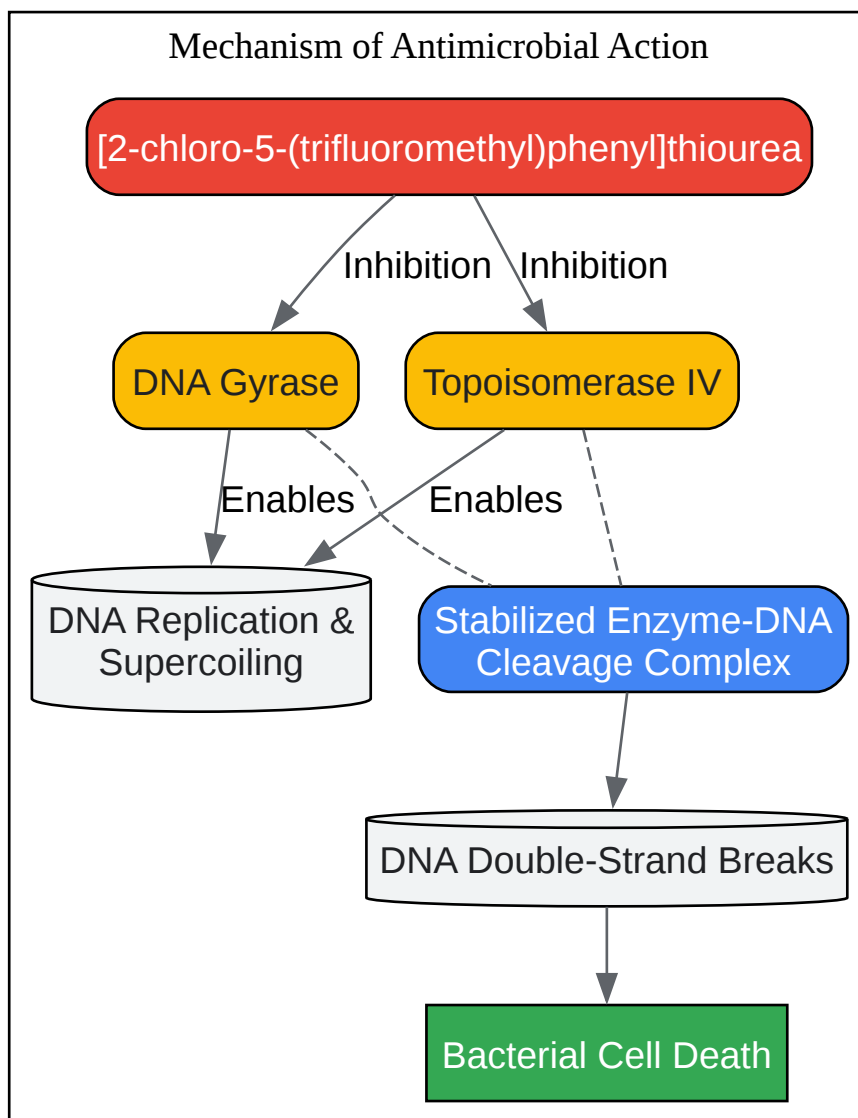 Mechanism of Antimicrobial Action
[2-chloro-5-(trifluoromethyl)phenyl]thiourea
Inhibition
Inhibition
DNA Gyrase
Topoisomerase IV
Enables
Enables
DNA Replication &
Supercoiling
Stabilized Enzyme-DNA
Cleavage Complex
DNA Double-Strand Breaks
Bacterial Cell Death